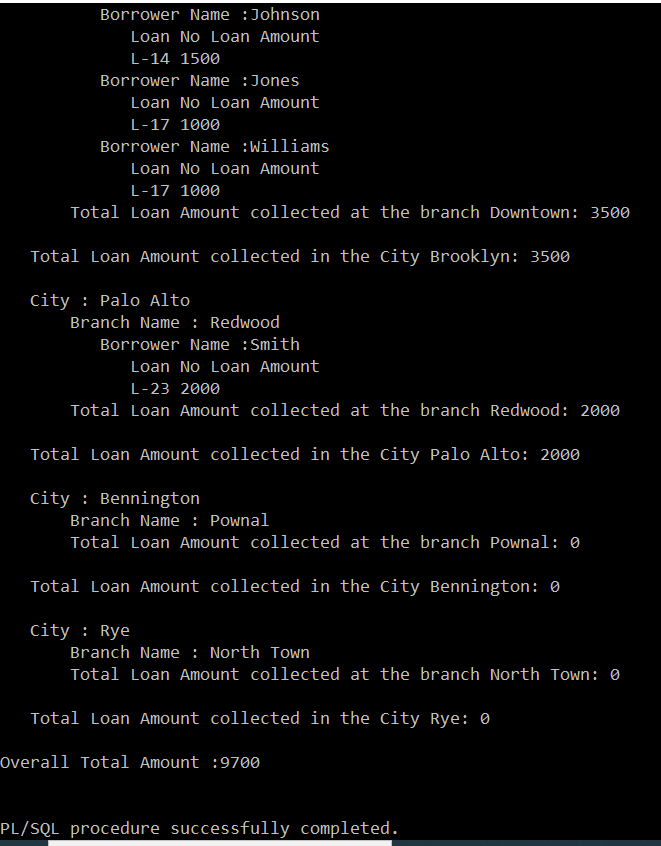 Borrower Name :Johnson
Loan No Loan Amount
L-14 1500
Borrower Name :Jones
Loan No Loan Amount
L-17 1000
Borrower Name :Williams
Loan No Loan Amount
L-17 1000
Total Loan Amount collected at the branch Downtown: 3500
Total Loan Amount collected in the City Brooklyn: 3500
City : Palo Alto
Branch Name : Redwood
Borrower Name :Smith
Loan No Loan Amount
L-23 2000
Total Loan Amount collected at the branch Redwood: 2000
Total Loan Amount collected in the City Palo Alto: 2000
City : Bennington
Branch Name : Pownal
Total Loan Amount collected at the branch Pownal: 0
Total Loan Amount collected in the City Bennington: 0
City : Rye
Branch Name : North Town
Total Loan Amount collected at the branch North Town: 0
Total Loan Amount collected in the City Rye: 0
Overall Total Amount :9700
PL/SQL procedure successfully completed.